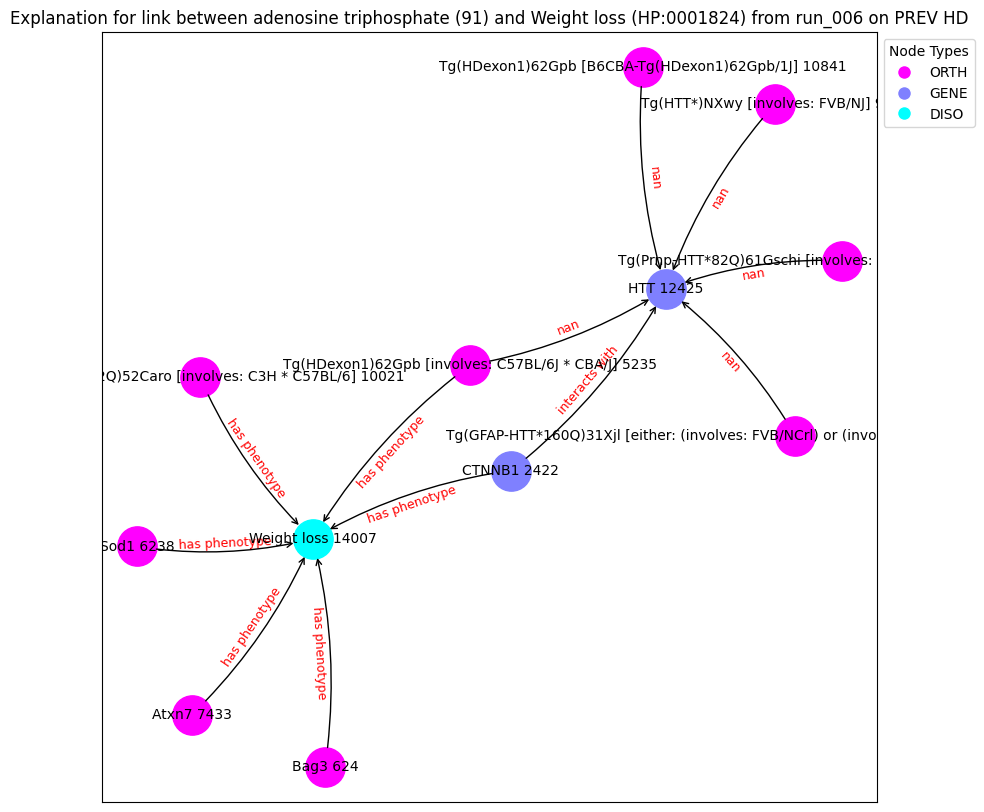 Explanation for link between adenosine triphosphate (91) and Weight loss (HP:0001824) from run_006 on PREV HD
Node Types
ORTH
GENE
DISO
Tg(HDexon1)62Gpb [B6CBA-Tg(HDexon1)62Gpb/1J] 10841
Tg(HTT*)NXwy [involves: FVB/NJ]
nan
nan
Tg(Prnp-HTT*82Q)61Gschi [involves:
nan
HTT 12425
nan
interacts with
nan
Tg(HDexon1)62Gpb [involves: C57BL/6J * CBA/J] 5235
2Q)52Caro [involves: C3H * C57BL/6] 10021
has phenotype
has phenotype
Tg(GFAP-HTT*160Q)31Xjl [either: (involves: FVB/NCrl) or (invo
CTNNB1 2422
has phenotype
Weight loss 14007
Sod1 6238
has phenotype
has phenotype
has phenotype
Atxn7 7433
Bag3 624